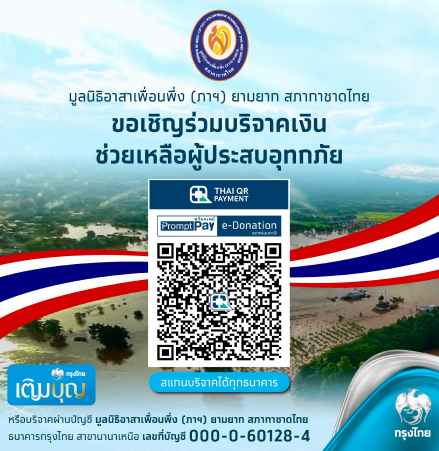 มูลนิธิอาสาเพื่อนพึ่ง (ภาฯ) ยามยาก สภากาชาดไทย
ขอเชิญร่วมบริจาคเงิน
ช่วยเหลือผู้ประสบอุทกภัย
THAI QR
PAYMENT
พร้อมเพย์
PromptPay
e-Donation
สแกนบริจาคได้ทุกธนาคาร
กรุงไทย
เติมบุญ
หรือบริจาคผ่านบัญชี มูลนิธิอาสาเพื่อนพึ่ง (ภาฯ) ยามยาก สภากาชาดไทย
ธนาคารกรุงไทย สาขานานาเหนือ เลขที่บัญชี 000-0-60128-4
กรุงไทย